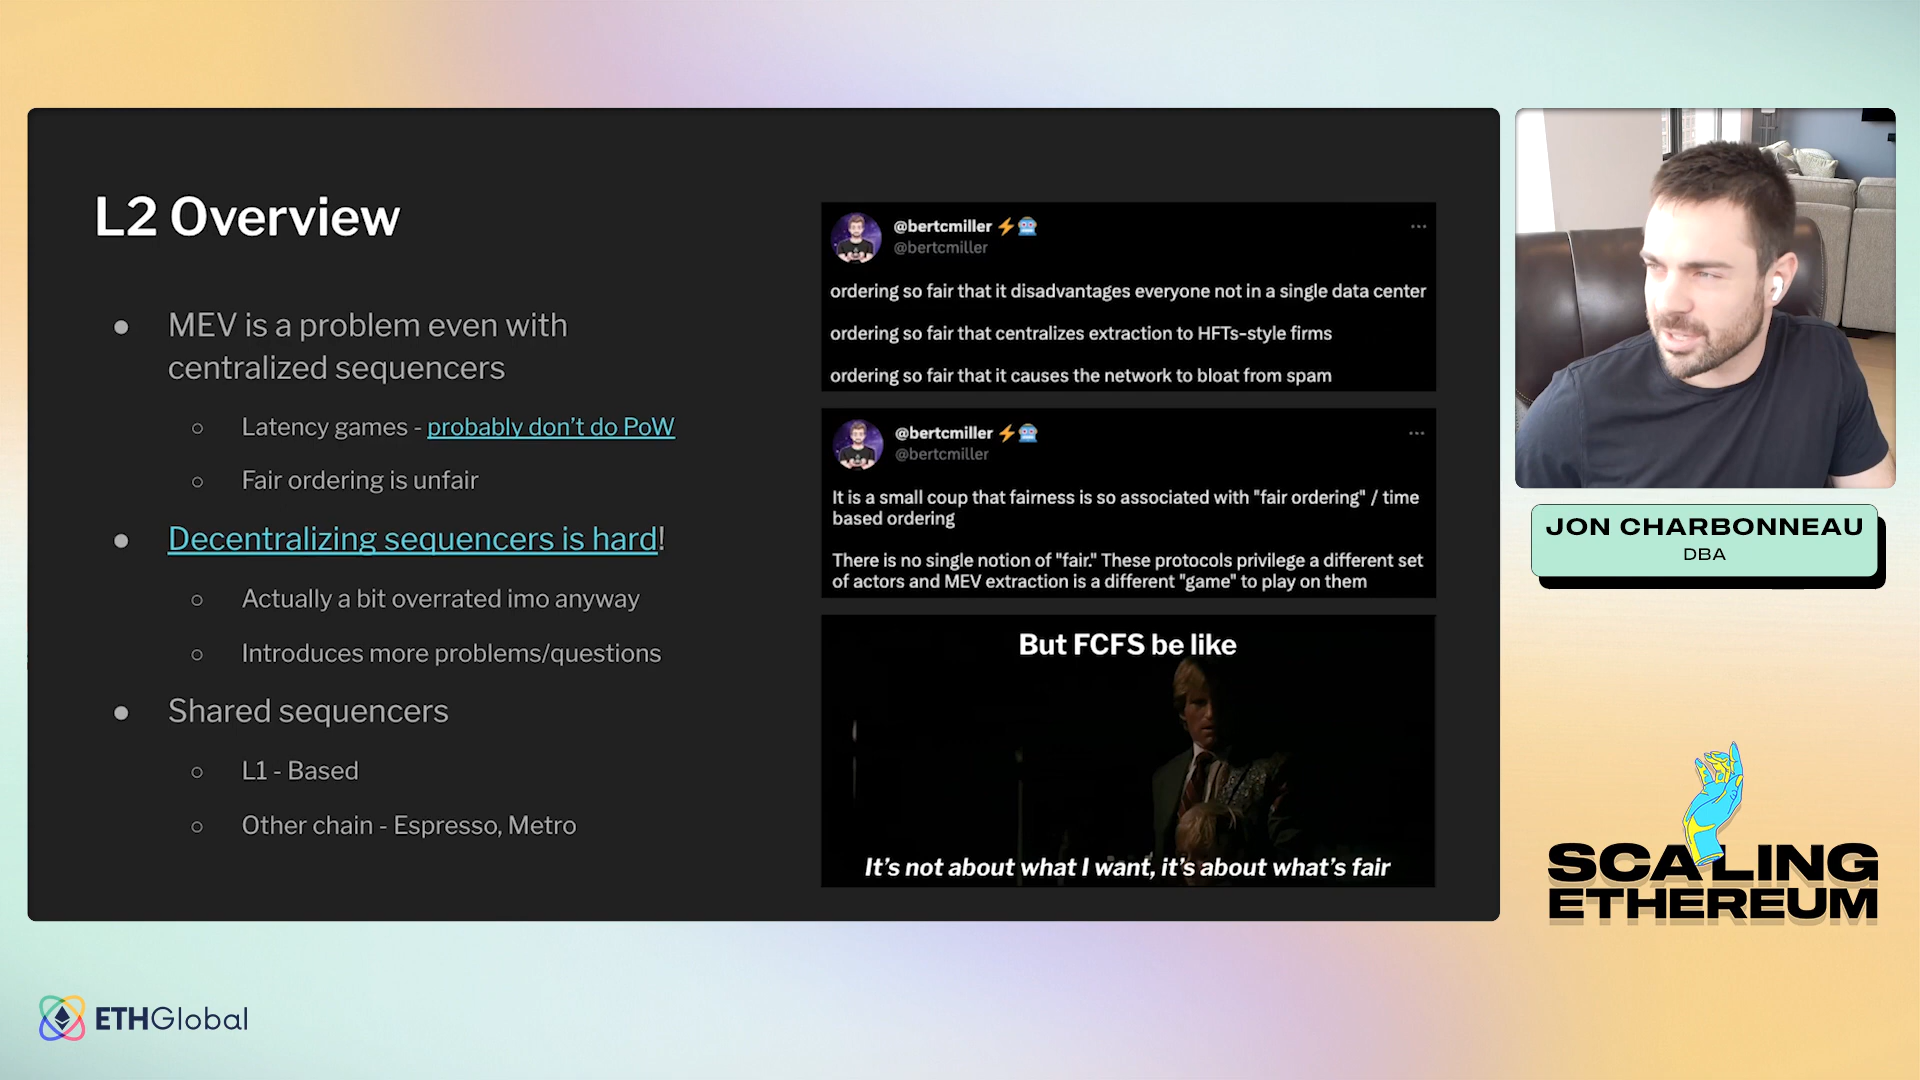 L2 Overview
● MEV is a problem even with
centralized sequencers
○ Latency games - probably don't do PoW
○ Fair ordering is unfair
● Decentralizing sequencers is hard!
○ Actually a bit overrated imo anyway
○ Introduces more problems/questions
● Shared sequencers
○ L1 - Based
○ Other chain - Espresso, Metro
@bertcmiller ⚡🤖
@bertcmiller
ordering so fair that it disadvantages everyone not in a single data center
ordering so fair that centralizes extraction to HFTs-style firms
ordering so fair that it causes the network to bloat from spam
@bertcmiller ⚡🤖
@bertcmiller
It is a small coup that fairness is so associated with "fair ordering" / time
based ordering
There is no single notion of "fair." These protocols privilege a different set
of actors and MEV extraction is a different "game" to play on them
But FCFS be like
It's not about what I want, it's about what's fair
JON CHARBONNEAU
DBA
SCALING
ETHEREUM
ETHGlobal